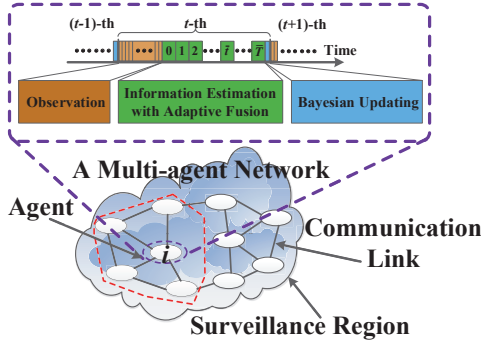 (t-1)-th t-th (t+1)-th
0 1 2 t̂ T̄ Time
Observation
Information Estimation
with Adaptive Fusion
Bayesian Updating
A Multi-agent Network
Agent
i
Communication
Link
Surveillance Region